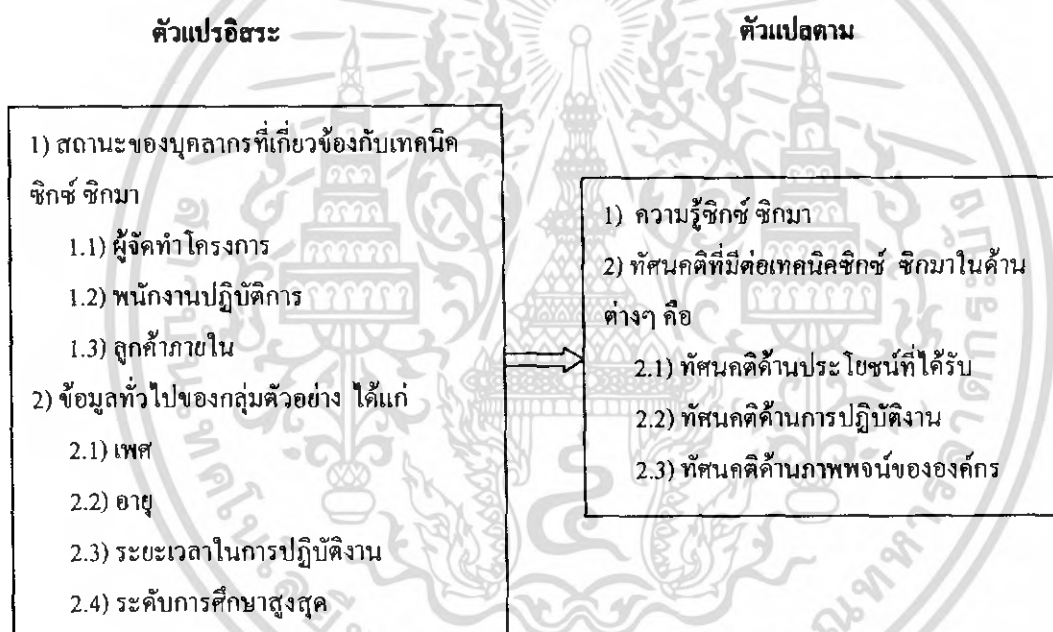 ตัวแปรอิสระ
ตัวแปลตาม
1) สถานะของบุคลากรที่เกี่ยวข้องกับเทคนิค
ซิกซ์ ซิกมา
1.1) ผู้จัดทำโครงการ
1.2) พนักงานปฏิบัติการ
1.3) ลูกค้าภายใน
2) ข้อมูลทั่วไปของกลุ่มตัวอย่าง ได้แก่
2.1) เพศ
2.2) อายุ
2.3) ระยะเวลาในการปฏิบัติงาน
2.4) ระดับการศึกษาสูงสุด
1) ความรู้ซิกซ์ ซิกมา
2) ทัศนคติที่มีต่อเทคนิคซิกซ์ ซิกมาในด้าน
ต่างๆ คือ
2.1) ทัศนคติด้านประโยชน์ที่ได้รับ
2.2) ทัศนคติด้านการปฏิบัติงาน
2.3) ทัศนคติด้านภาพพจน์ขององค์กร